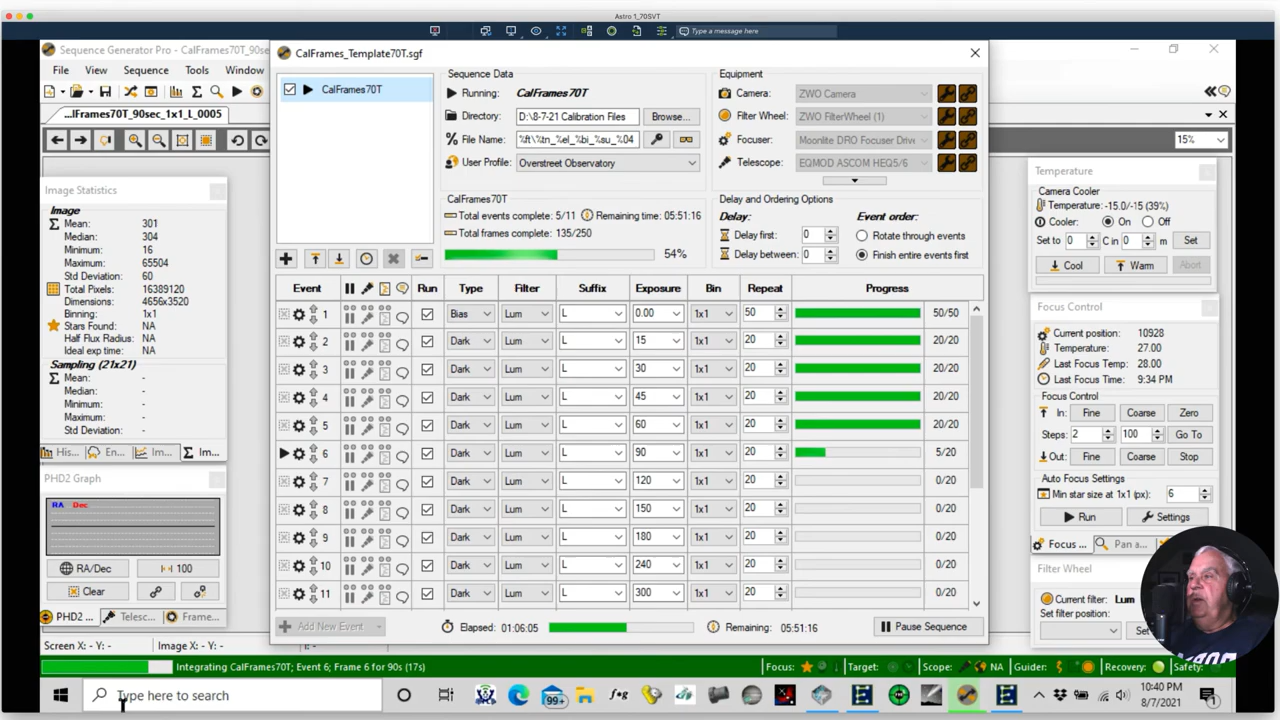 Astro 1_70SVT
Type a message here
Sequence Generator Pro - CalFrames70T_90se
File View Sequence Tools Window
...lFrames70T_90sec_1x1_L_0005
15%
CalFrames_Template70T.sgf
CalFrames70T
Sequence Data
Running: CalFrames70T
Directory: D:\8-7-21 Calibration Files Browse...
File Name: %ft\%tn_%el_%bi_%su_%04
User Profile: Overstreet Observatory
Equipment
Camera: ZWO Camera
Filter Wheel: ZWO FilterWheel (1)
Focuser: Moonlite DRO Focuser Drive
Telescope: EQMOD ASCOM HEQ5/6
CalFrames70T
Total events complete: 5/11 Remaining time: 05:51:16
Total frames complete: 135/250
54%
Delay and Ordering Options
Delay: Event order:
Delay first: 0 Rotate through events
Delay between: 0 Finish entire events first
Event Run Type Filter Suffix Exposure Bin Repeat Progress
1 Bias Lum L 0.00 1x1 50 50/50
2 Dark Lum L 15 1x1 20 20/20
3 Dark Lum L 30 1x1 20 20/20
4 Dark Lum L 45 1x1 20 20/20
5 Dark Lum L 60 1x1 20 20/20
6 Dark Lum L 90 1x1 20 5/20
7 Dark Lum L 120 1x1 20 0/20
8 Dark Lum L 150 1x1 20 0/20
9 Dark Lum L 180 1x1 20 0/20
10 Dark Lum L 240 1x1 20 0/20
11 Dark Lum L 300 1x1 20 0/20
Add New Event Elapsed: 01:06:05 Remaining: 05:51:16 Pause Sequence
Image Statistics
Image
Mean: 301
Median: 304
Minimum: 16
Maximum: 65504
Std Deviation: 60
Total Pixels: 16389120
Dimensions: 4656x3520
Binning: 1x1
Stars Found: NA
Half Flux Radius: NA
Ideal exp time: NA
Sampling (21x21)
Mean: -
Median: -
Minimum: -
Maximum: -
Std Deviation: -
His... En... Im... Im...
PHD2 Graph
RA Dec
RA/Dec 100
Clear
PHD2 ... Telesc... Frame...
Temperature
Camera Cooler
Temperature: -15.0/-15 (39%)
Cooler: On Off
Set to 0 C in 0 m Set
Cool Warm Abort
Focus Control
Current position: 10928
Temperature: 27.00
Last Focus Temp: 28.00
Last Focus Time: 9:34 PM
Focus Control
In: Fine Coarse Zero
Steps: 2 100 Go To
Out: Fine Coarse Stop
Auto Focus Settings
Min star size at 1x1 (px): 6
Run Settings
Focus ... Pan a...
Filter Wheel
Current filter: Lum
Set filter position:
Set
Screen X: - Y: - Image X: - Y: - I: -
Integrating CalFrames70T; Event 6; Frame 6 for 90s (17s) Focus: Target: Scope: NA Guider: Recovery: Safety:
Type here to search
99+
f*g
10:40 PM
8/7/2021
1